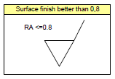 Surface finish better than 0,8
RA <=0.8